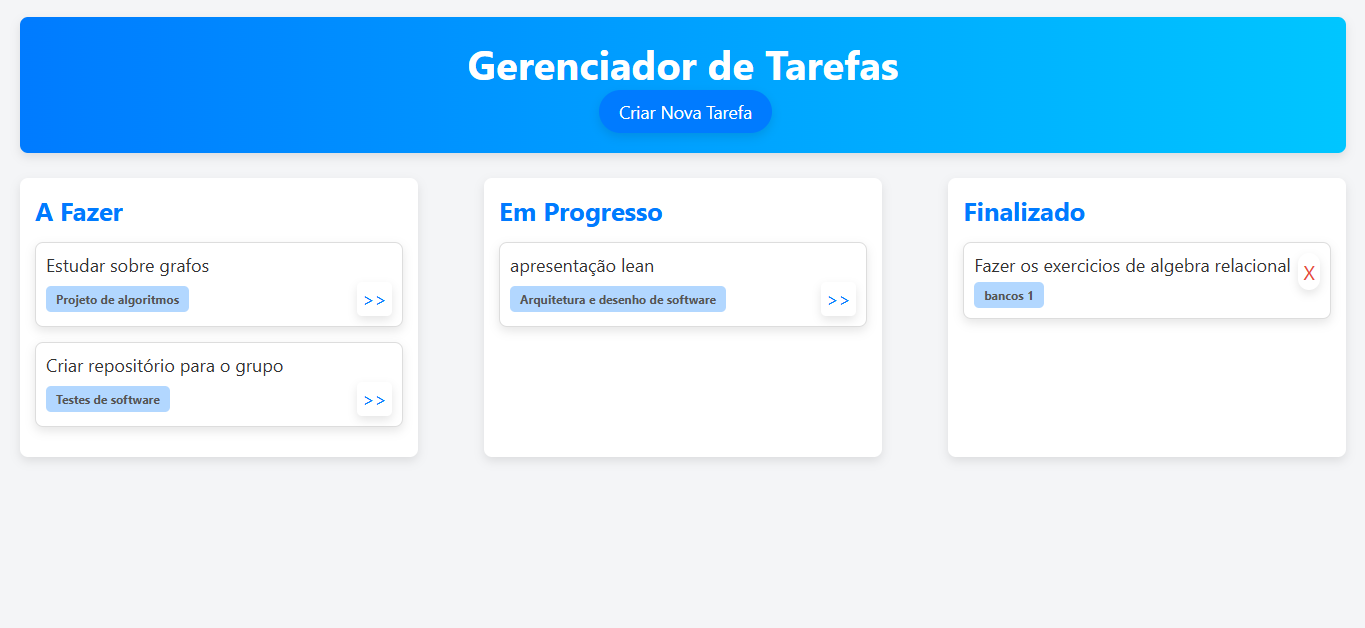 Gerenciador de Tarefas
Criar Nova Tarefa
A Fazer
Estudar sobre grafos
Projeto de algoritmos
>>
Criar repositório para o grupo
Testes de software
>>
Em Progresso
apresentação lean
Arquitetura e desenho de software
>>
Finalizado
Fazer os exercicios de algebra relacional
X
bancos 1